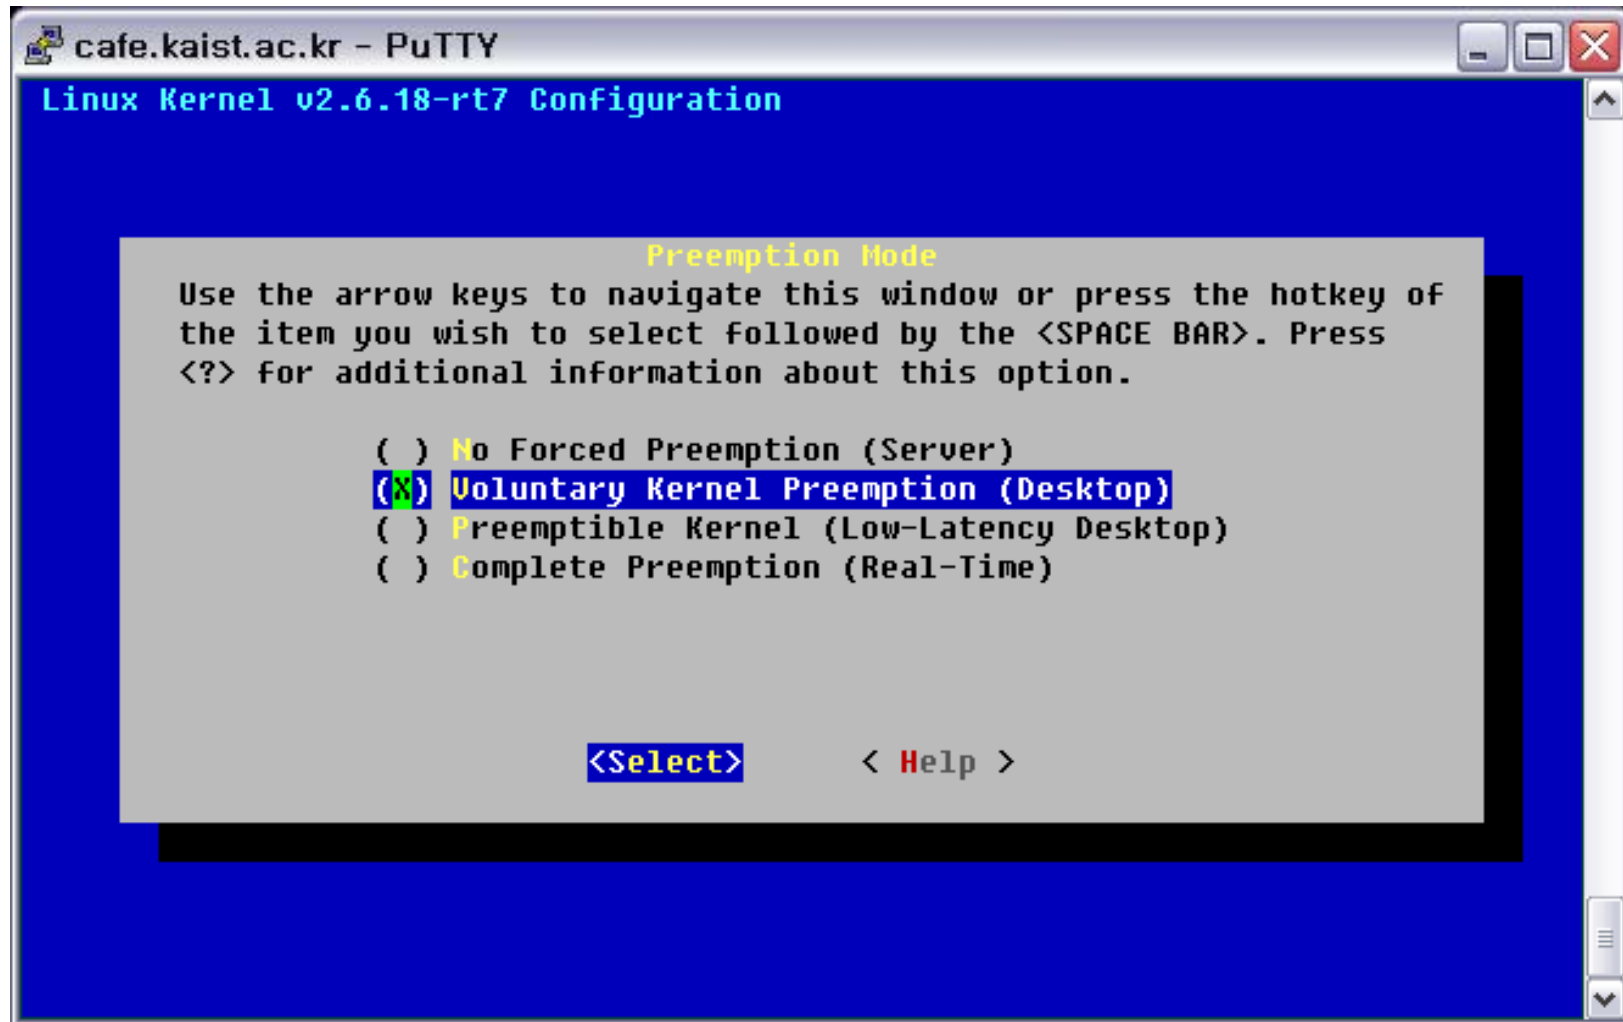 cafe.kaist.ac.kr - PuTTY
Linux Kernel v2.6.18-rt7 Configuration
Preemption Mode
Use the arrow keys to navigate this window or press the hotkey of
the item you wish to select followed by the <SPACE BAR>. Press
<?> for additional information about this option.
( ) No Forced Preemption (Server)
(X) Voluntary Kernel Preemption (Desktop)
( ) Preemptible Kernel (Low-Latency Desktop)
( ) Complete Preemption (Real-Time)
<Select> < Help >